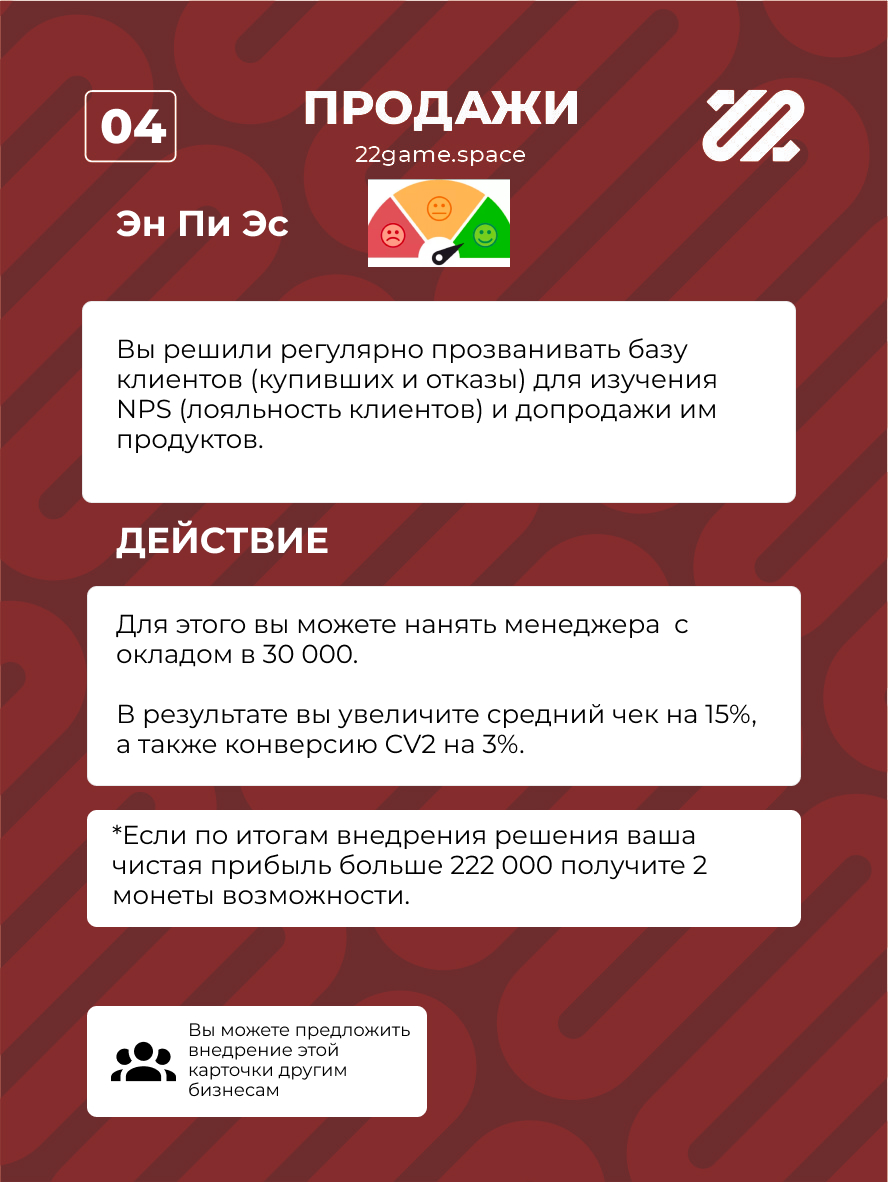 04
ПРОДАЖИ
22game.space
Эн Пи Эс
Вы решили регулярно прозванивать базу
клиентов (купивших и отказы) для изучения
NPS (лояльность клиентов) и допродажи им
продуктов.
ДЕЙСТВИЕ
Для этого вы можете нанять менеджера  с
окладом в 30 000.
В результате вы увеличите средний чек на 15%,
а также конверсию CV2 на 3%.
*Если по итогам внедрения решения ваша
чистая прибыль больше 222 000 получите 2
монеты возможности.
Вы можете предложить
внедрение этой
карточки другим
бизнесам